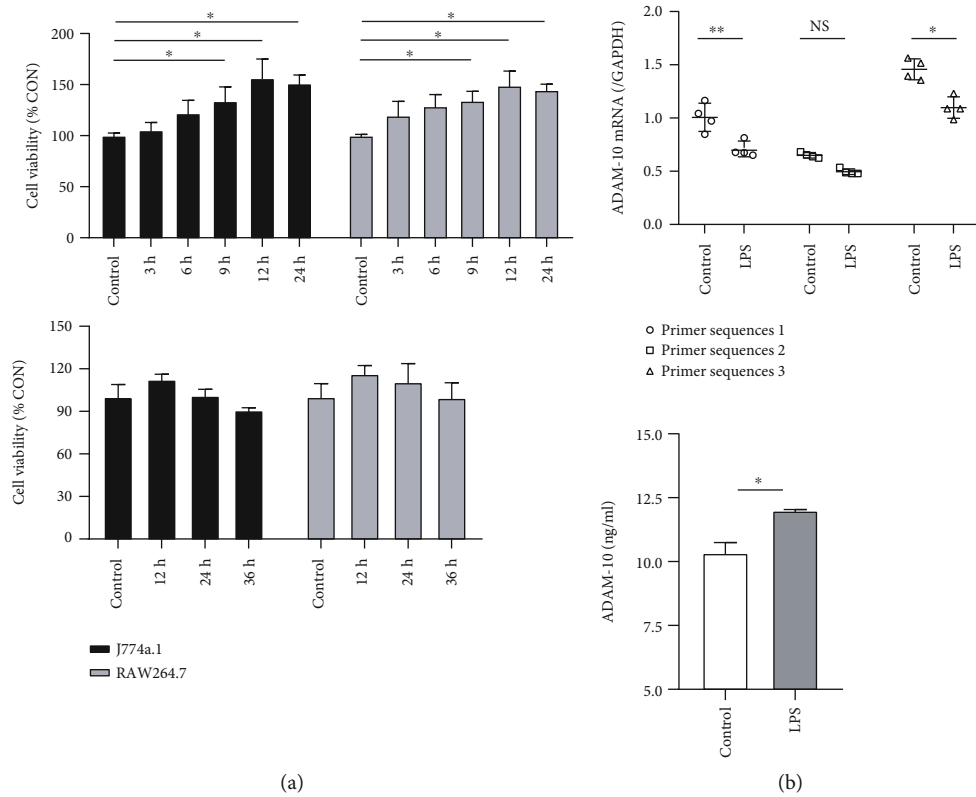 * * * * * *
Cell viability (% CON)
200
150
100
50
0
Control 3 h 6 h 9 h 12 h 24 h Control 3 h 6 h 9 h 12 h 24 h
Cell viability (% CON)
150
120
90
60
30
0
Control 12 h 24 h 36 h Control 12 h 24 h 36 h
J774a.1
RAW264.7
(a)
ADAM-10 mRNA (/GAPDH)
2.0
1.5
1.0
0.5
0.0
** NS *
Control LPS Control LPS Control LPS
Primer sequences 1
Primer sequences 2
Primer sequences 3
ADAM-10 (ng/ml)
15.0
12.5
10.0
7.5
5.0
*
Control LPS
(b)